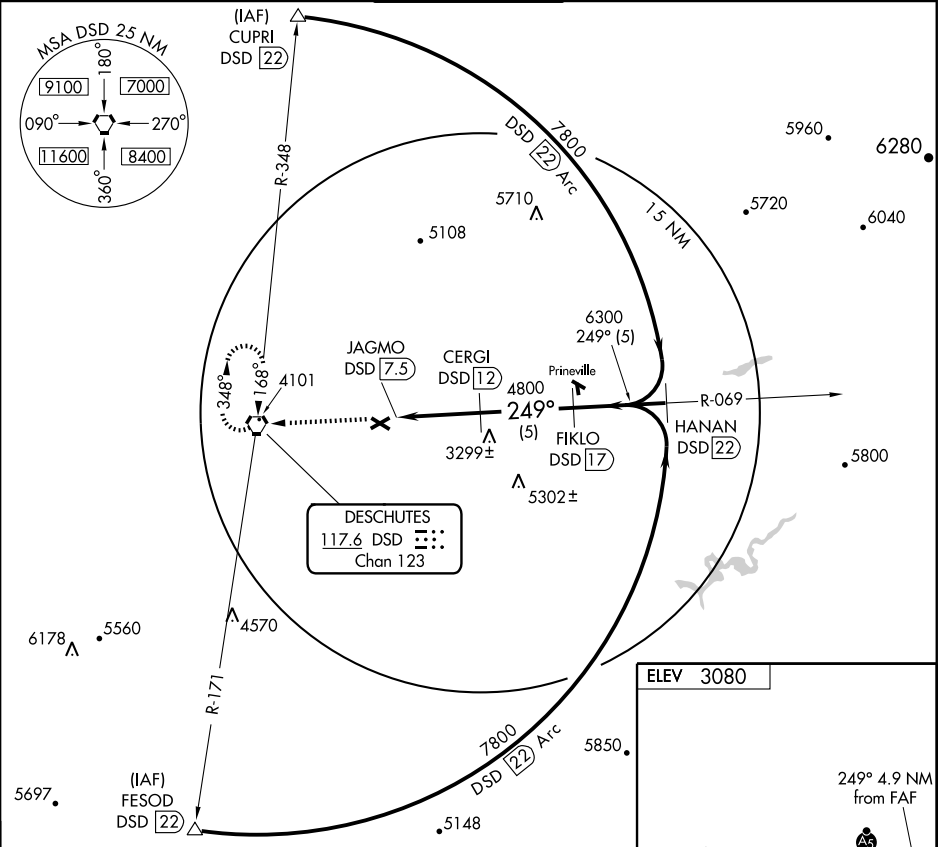 MSA DSD 25 NM
180°
9100
7000
090°
270°
11600
8400
360°
(IAF)
CUPRI
DSD 22
R-348
7800
DSD 22 Arc
5960
6280
5710
15 NM
5720
6040
5108
6300
249° (5)
JAGMO
DSD 7.5
CERGI
DSD 12
Prineville
348°
168°
4101
4800
249°
(5)
R-069
HANAN
DSD 22
FIKLO
DSD 17
3299±
5302±
5800
DESCHUTES
117.6 DSD
Chan 123
4570
6178
5560
R-171
ELEV 3080
7800
DSD 22 Arc
5850
249° 4.9 NM
from FAF
(IAF)
FESOD
DSD 22
5697
5148
A5